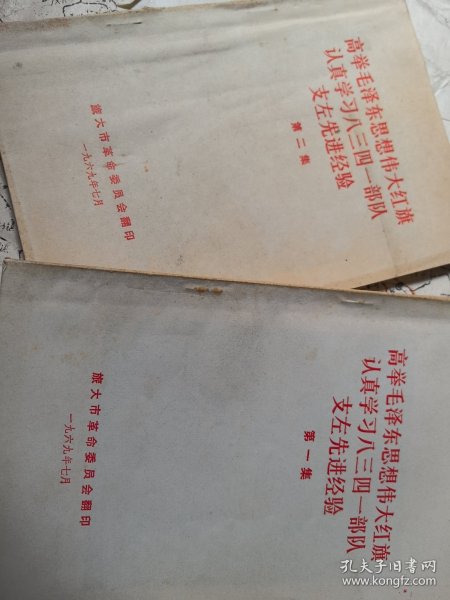 高举毛泽东思想伟大红旗
认真学习八三四一部队
支左先进经验
第二集
旅大市革命委员会翻印
一九六九年七月
高举毛泽东思想伟大红旗
认真学习八三四一部队
支左先进经验
第一集
旅大市革命委员会翻印
一九六九年七月
孔夫子旧书网
www.kongfz.com